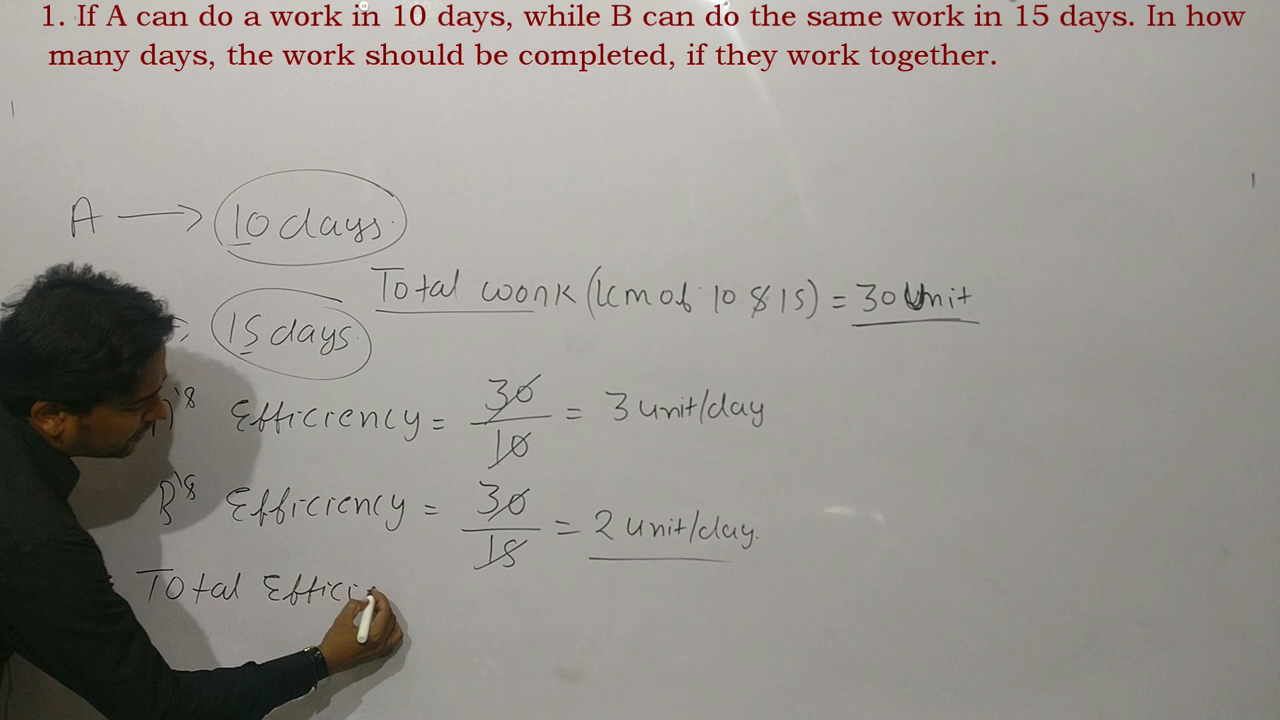 1. If A can do a work in 10 days, while B can do the same work in 15 days. In how
many days, the work should be completed, if they work together.
A → 10 days.
Total work (lcm of 10 & 15) = 30 Unit
15 days
A's Efficiency = 30/10 = 3 unit/day
B's Efficiency = 30/15 = 2 unit/day.
Total Effici